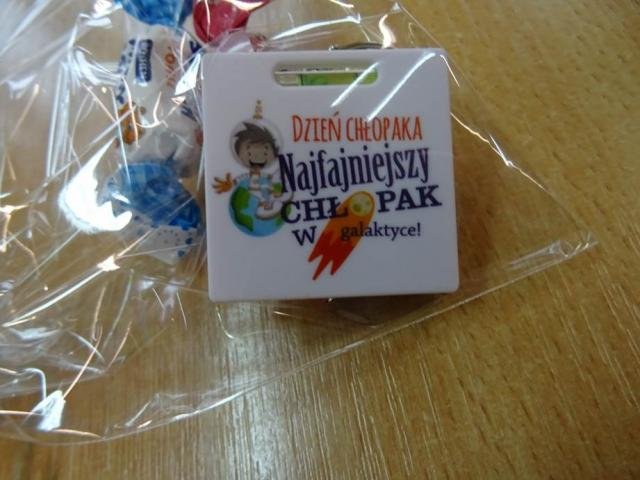 DZIEŃ CHŁOPAKA
Najfajniejszy
CHŁOPAK
W galaktyce!